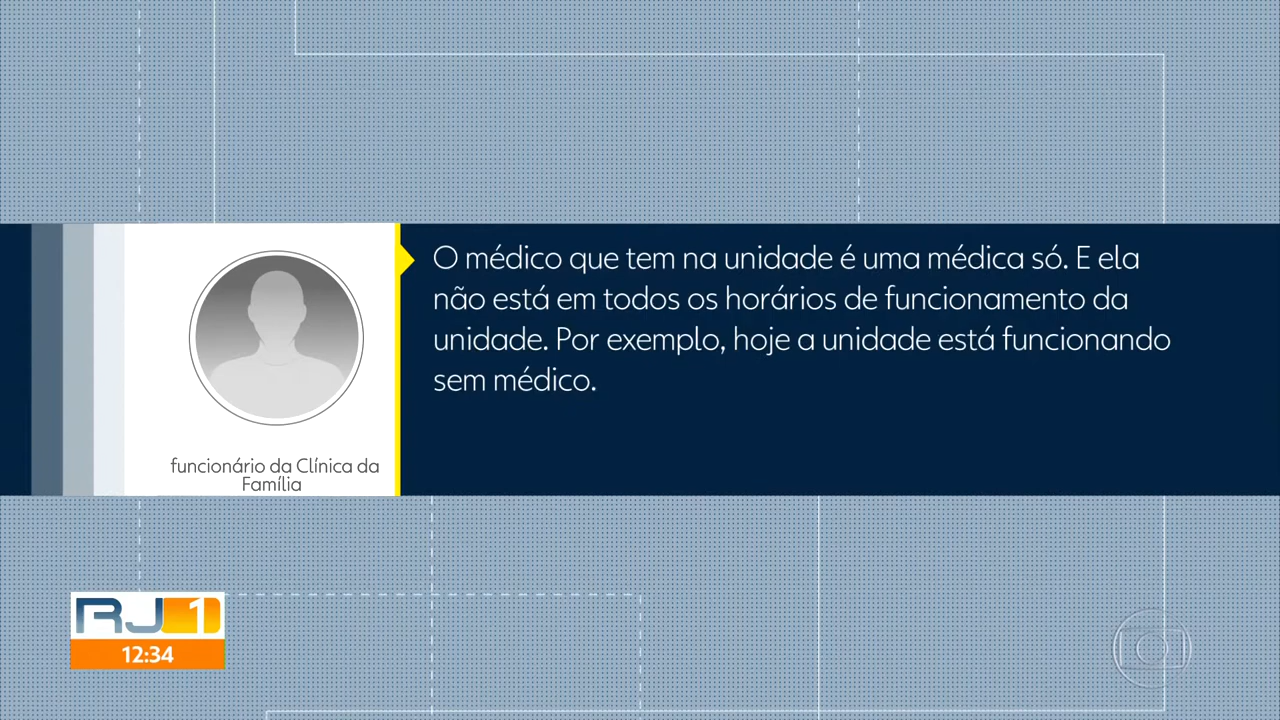 O médico que tem na unidade é uma médica só. E ela
não está em todos os horários de funcionamento da
unidade. Por exemplo, hoje a unidade está funcionando
sem médico.
funcionário da Clínica da
Família
RJ1
12:34